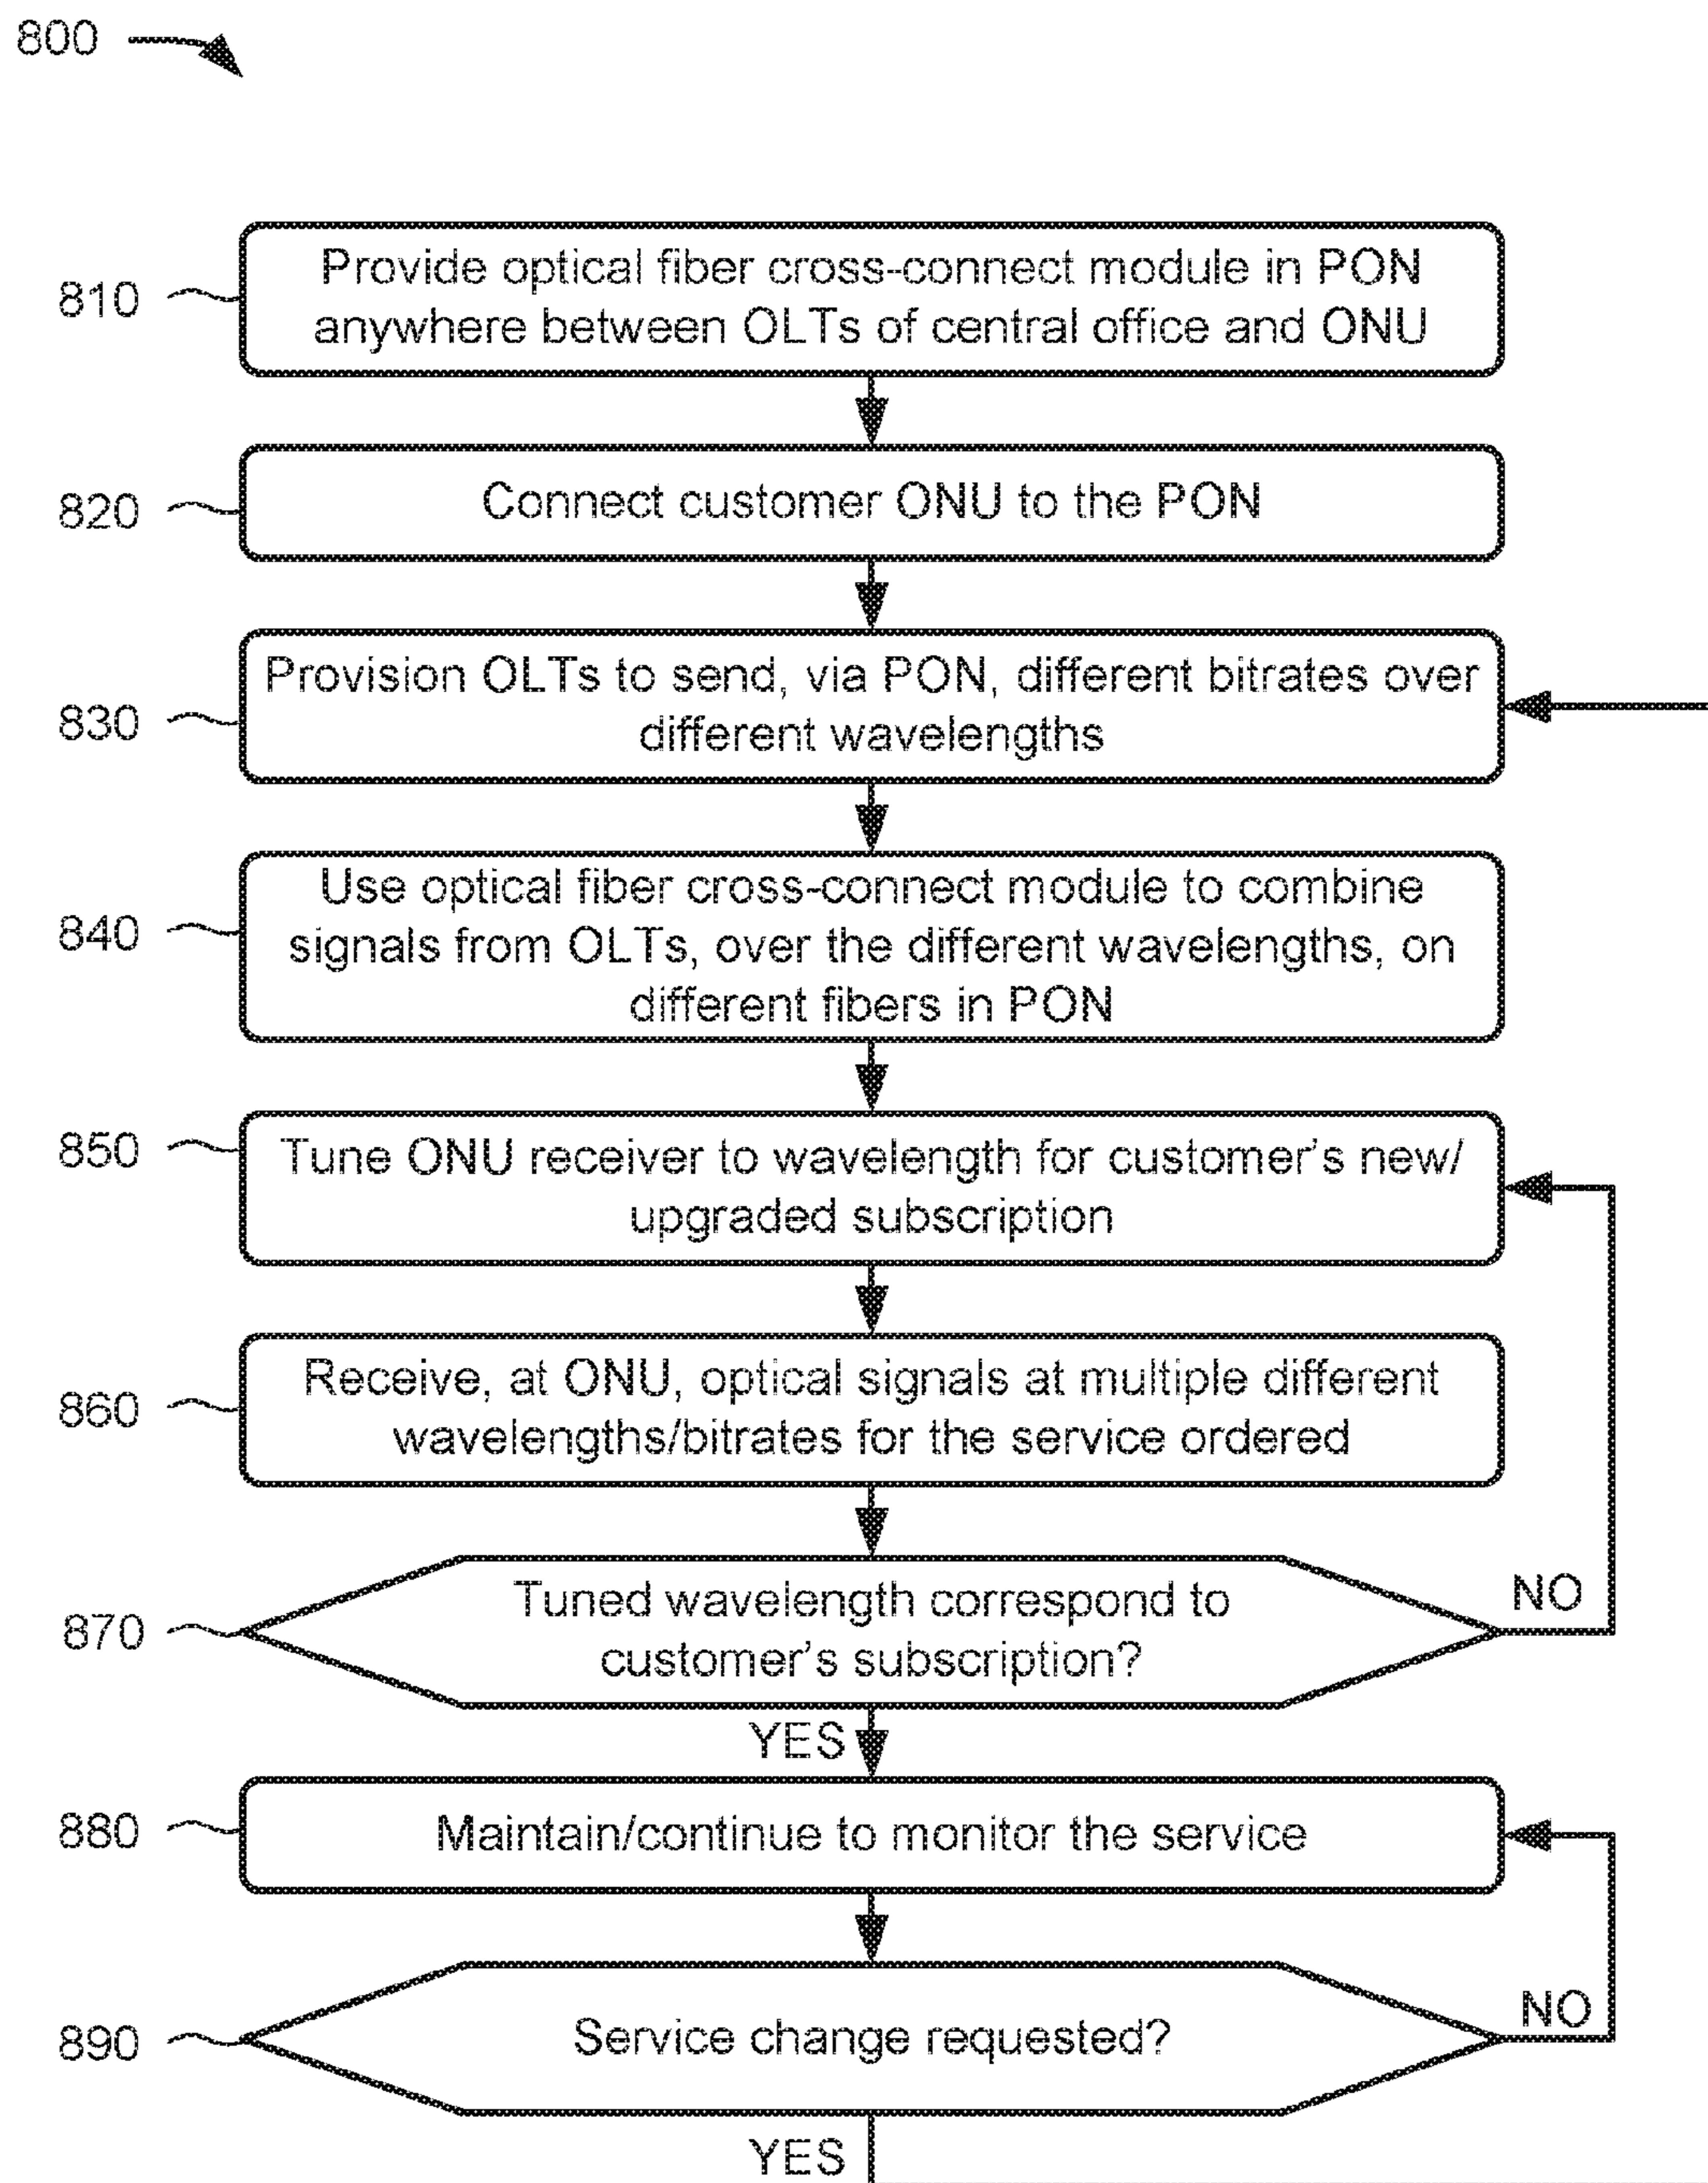 800
810
Provide optical fiber cross-connect module in PON
anywhere between OLTs of central office and ONU
820
Connect customer ONU to the PON
830
Provision OLTs to send, via PON, different bitrates over
different wavelengths
840
Use optical fiber cross-connect module to combine
signals from OLTs, over the different wavelengths, on
different fibers in PON
850
Tune ONU receiver to wavelength for customer's new/
upgraded subscription
860
Receive, at ONU, optical signals at multiple different
wavelengths/bitrates for the service ordered
870
Tuned wavelength correspond to
customer's subscription?
NO
YES
880
Maintain/continue to monitor the service
890
Service change requested?
NO
YES